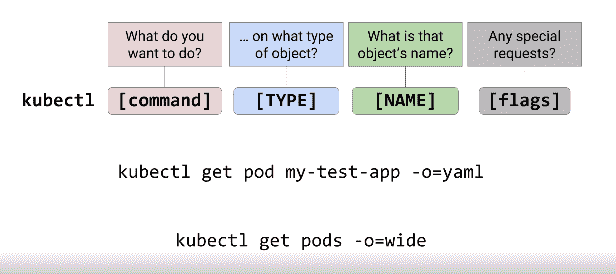 What do you want to do?
... on what type of object?
What is that object's name?
Any special requests?
kubectl [command] [TYPE] [NAME] [flags]
kubectl get pod my-test-app -o=yaml
kubectl get pods -o=wide